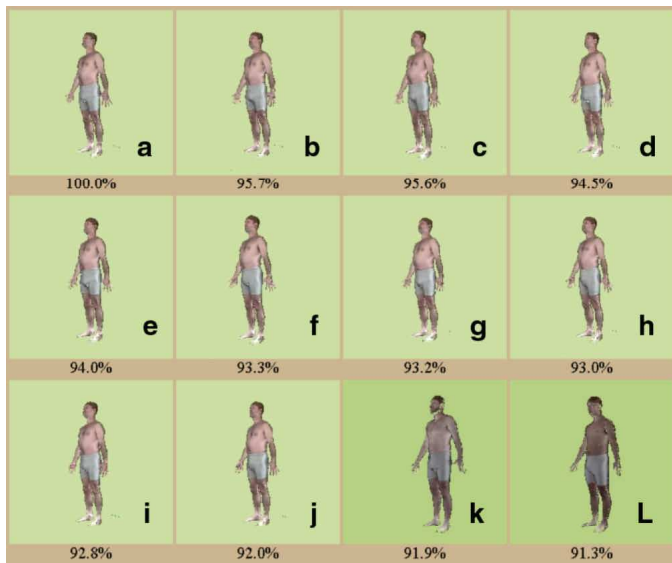 a b c d
100.0% 95.7% 95.6% 94.5%
e f g h
94.0% 93.3% 93.2% 93.0%
i j k L
92.8% 92.0% 91.9% 91.3%